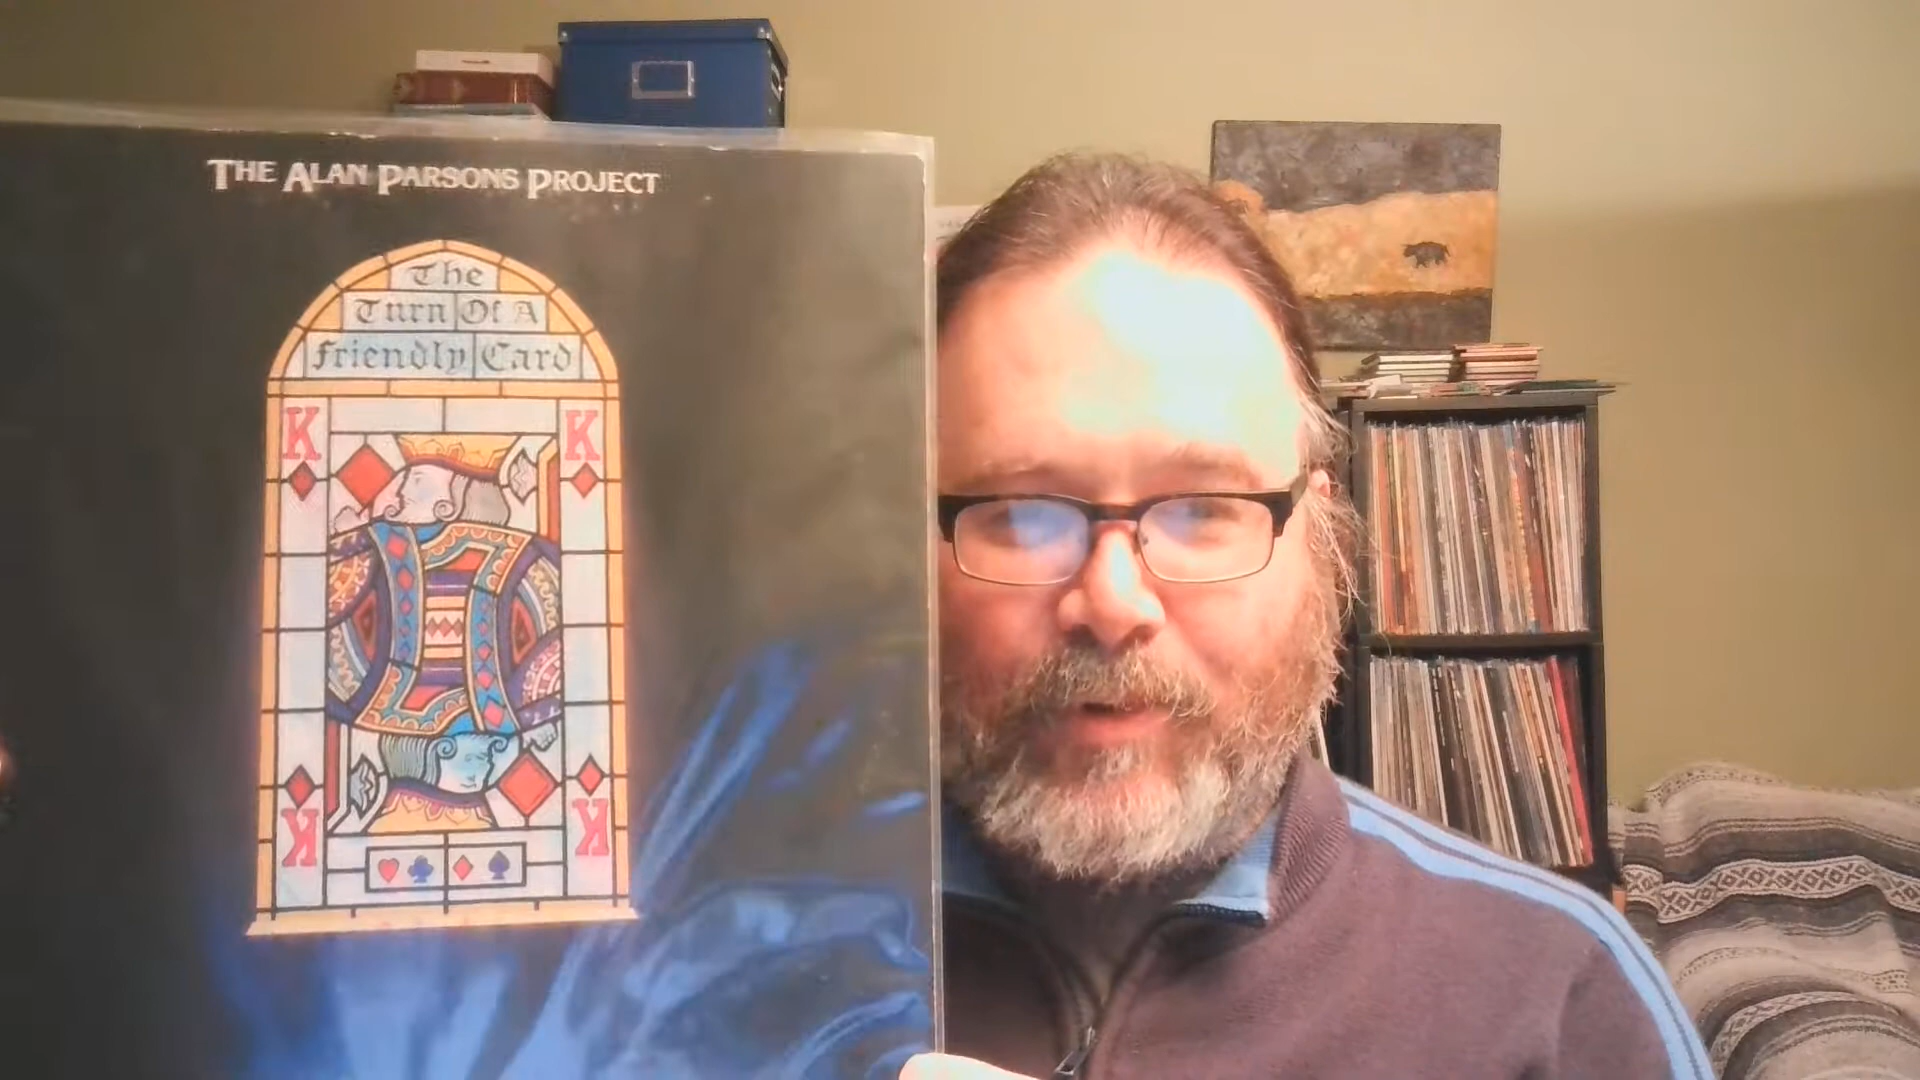 THE ALAN PARSONS PROJECT
The
Turn Of A
Friendly Card
K K
K K